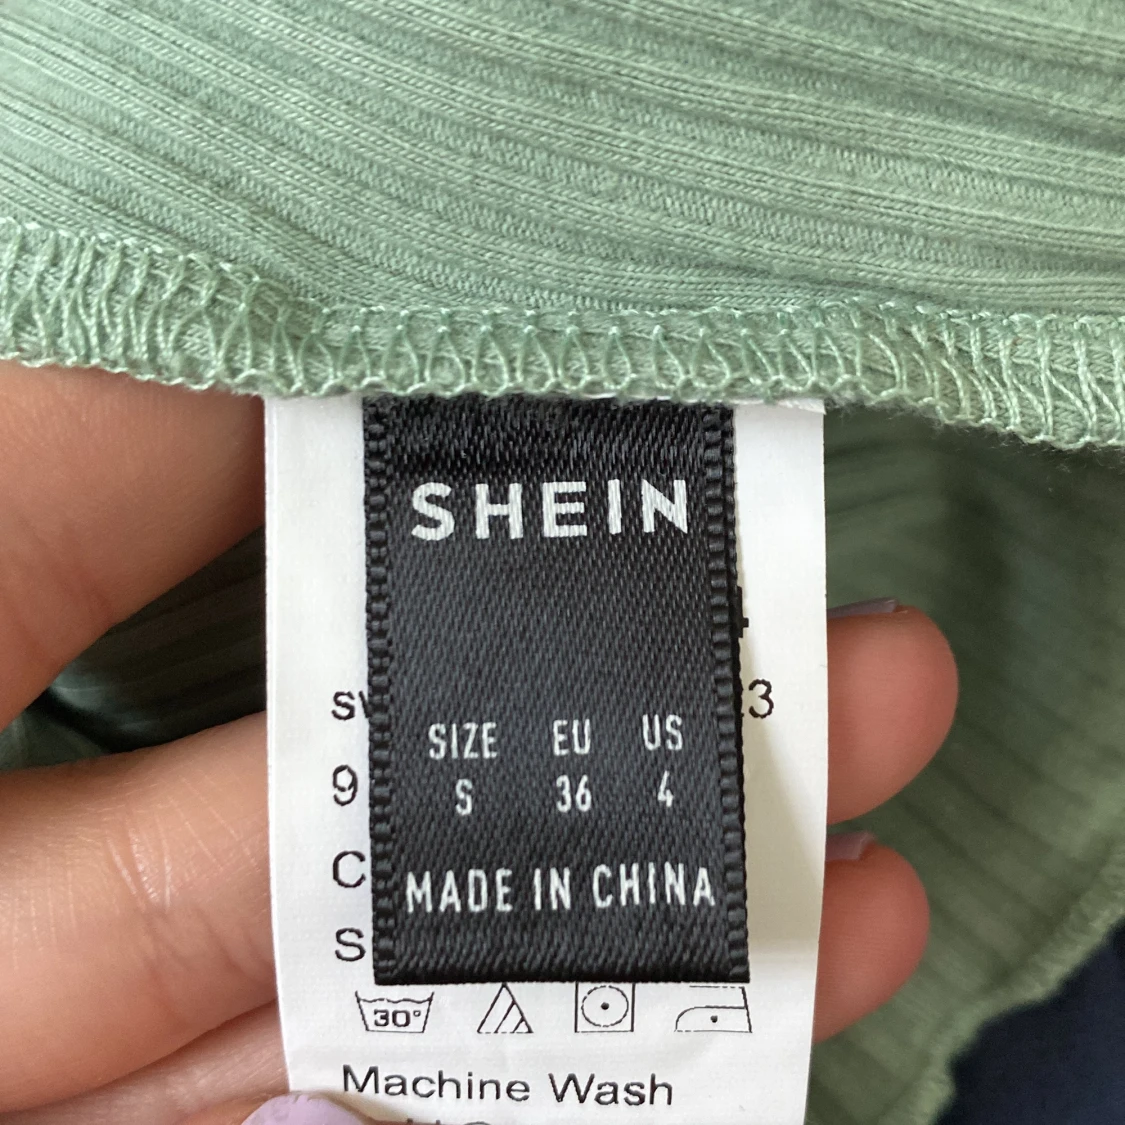 SHEIN
SIZE EU US
S 36 4
MADE IN CHINA
30°
Machine Wash